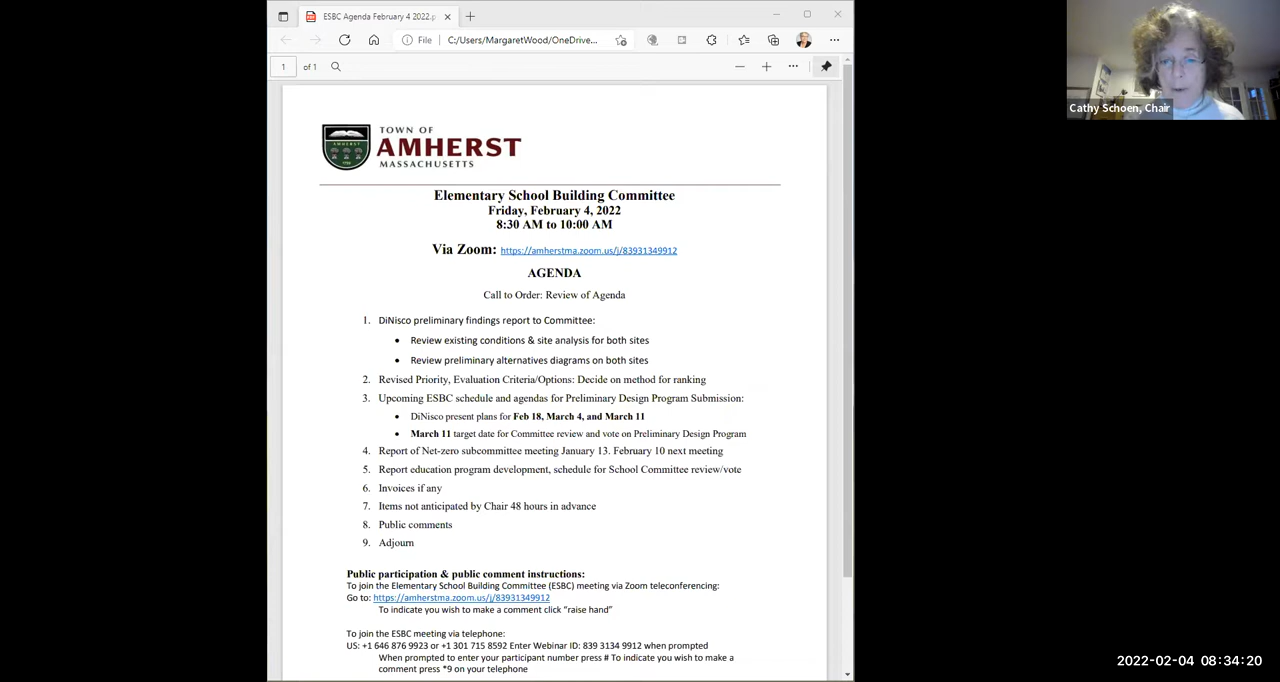 ESBC Agenda February 4 2022.p
File
C:/Users/MargaretWood/OneDrive...
1 of 1
TOWN OF
AMHERST
MASSACHUSETTS
Elementary School Building Committee
Friday, February 4, 2022
8:30 AM to 10:00 AM
Via Zoom: https://amherstma.zoom.us/j/83931349912
AGENDA
Call to Order: Review of Agenda
1. DiNisco preliminary findings report to Committee:
• Review existing conditions & site analysis for both sites
• Review preliminary alternatives diagrams on both sites
2. Revised Priority, Evaluation Criteria/Options: Decide on method for ranking
3. Upcoming ESBC schedule and agendas for Preliminary Design Program Submission:
• DiNisco present plans for Feb 18, March 4, and March 11
• March 11 target date for Committee review and vote on Preliminary Design Program
4. Report of Net-zero subcommittee meeting January 13. February 10 next meeting
5. Report education program development, schedule for School Committee review/vote
6. Invoices if any
7. Items not anticipated by Chair 48 hours in advance
8. Public comments
9. Adjourn
Public participation & public comment instructions:
To join the Elementary School Building Committee (ESBC) meeting via Zoom teleconferencing:
Go to: https://amherstma.zoom.us/j/83931349912
To indicate you wish to make a comment click “raise hand”
To join the ESBC meeting via telephone:
US: +1 646 876 9923 or +1 301 715 8592 Enter Webinar ID: 839 3134 9912 when prompted
When prompted to enter your participant number press # To indicate you wish to make a
comment press *9 on your telephone
Cathy Schoen, Chair
2022-02-04 08:34:20